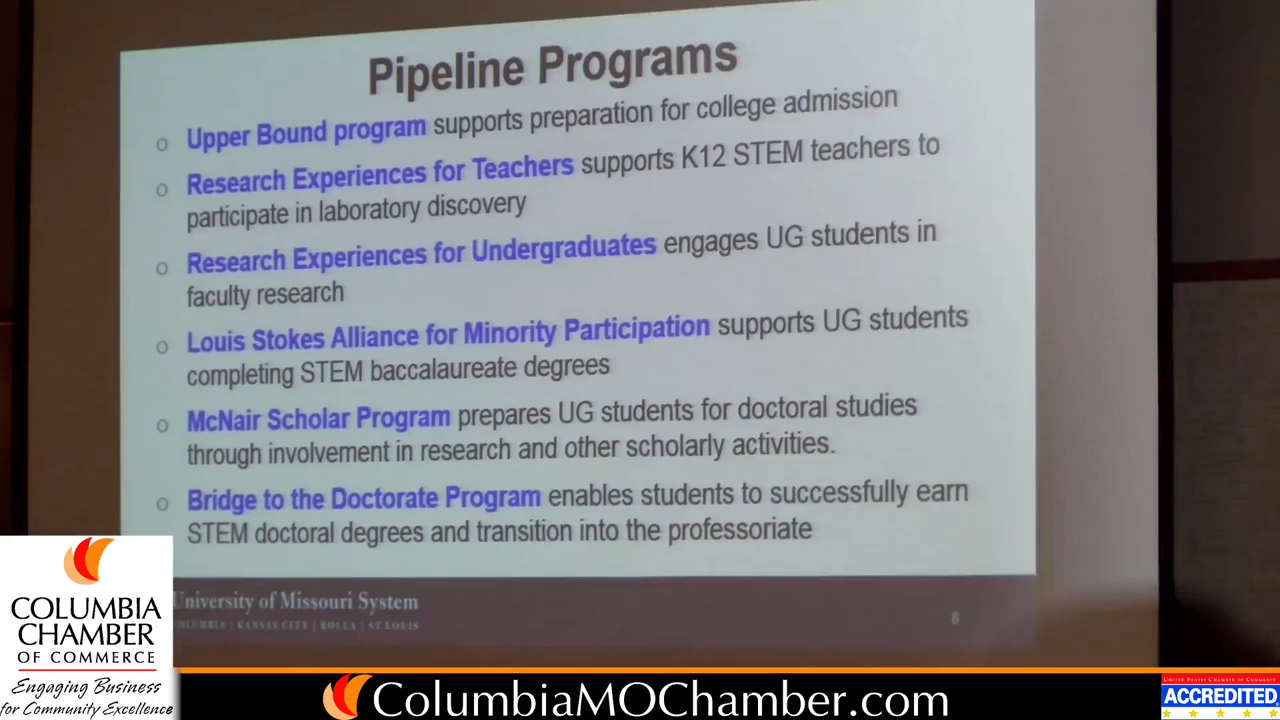 Pipeline Programs
o Upper Bound program supports preparation for college admission
o Research Experiences for Teachers supports K12 STEM teachers to
participate in laboratory discovery
o Research Experiences for Undergraduates engages UG students in
faculty research
o Louis Stokes Alliance for Minority Participation supports UG students
completing STEM baccalaureate degrees
o McNair Scholar Program prepares UG students for doctoral studies
through involvement in research and other scholarly activities.
o Bridge to the Doctorate Program enables students to successfully earn
STEM doctoral degrees and transition into the professoriate
University of Missouri System
COLUMBIA | KANSAS CITY | ROLLA | ST. LOUIS
COLUMBIA
CHAMBER
OF COMMERCE
Engaging Business
for Community Excellence
ColumbiaMOChamber.com
UNITED STATES CHAMBER OF COMMERCE
ACCREDITED